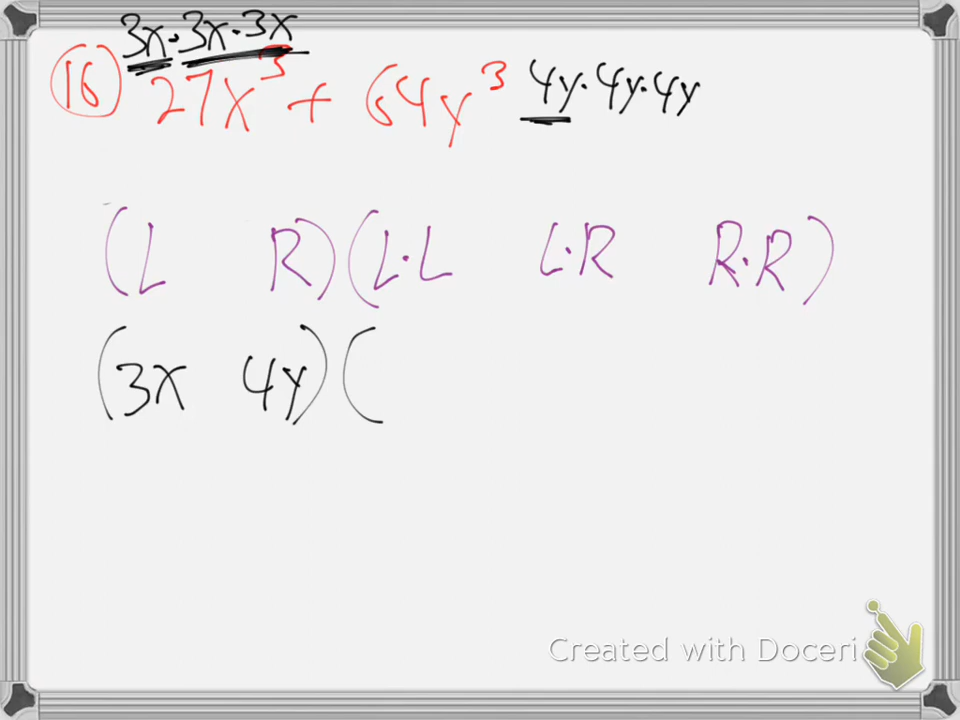 3x·3x·3x
(16) 27x³ + 64y³ 4y·4y·4y
(L R)(L·L L·R R·R)
(3x 4y)(
Created with Doceri